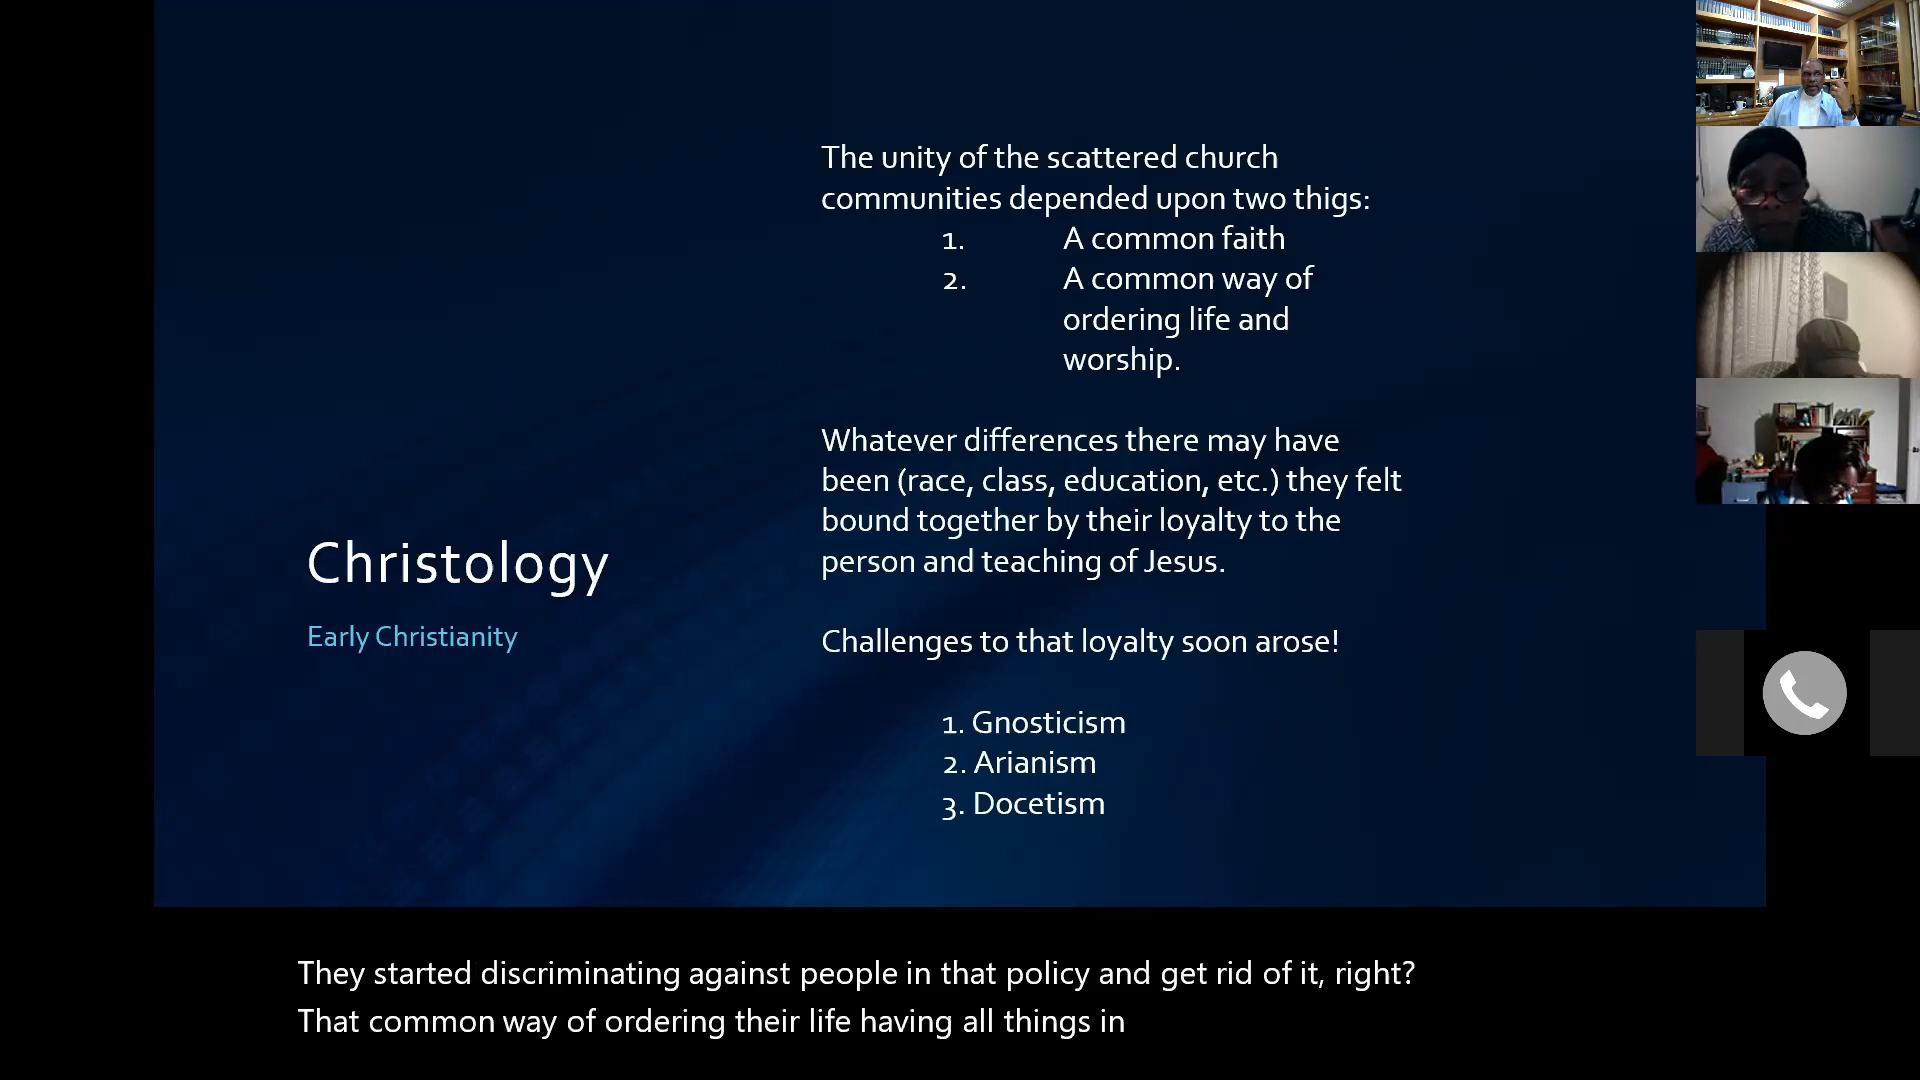 The unity of the scattered church
communities depended upon two thigs:
1. A common faith
2. A common way of
ordering life and
worship.
Whatever differences there may have
been (race, class, education, etc.) they felt
bound together by their loyalty to the
person and teaching of Jesus.
Challenges to that loyalty soon arose!
1. Gnosticism
2. Arianism
3. Docetism
Christology
Early Christianity
They started discriminating against people in that policy and get rid of it, right?
That common way of ordering their life having all things in